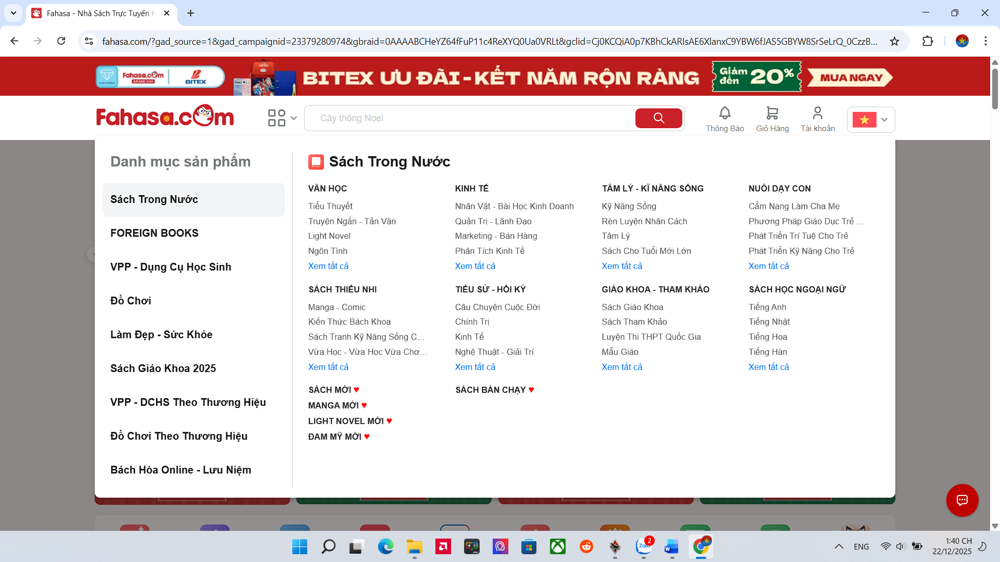 Fahasa - Nhà Sách Trực Tuyến
fahasa.com/?gad_source=1&gad_campaignid=23379280974&gbraid=0AAAABCHeYZ64fFuP11c4ReXYQ0Ua0VRLt&gclid=Cj0KCQiA0p7KBhCkARIsAE6XlanxC9YBW6fJAS5GBYW8SrSeLrQ_0CzzB...
KIM CƯƠNG Fahasa.com BRAND DAY BITEX BITEX ƯU ĐÃI - KẾT NĂM RỘN RÀNG Giảm đến 20% MUA NGAY
Fahasa.com Cây thông Noel Thông Báo Giỏ Hàng Tài khoản
Danh mục sản phẩm
Sách Trong Nước
FOREIGN BOOKS
VPP - Dụng Cụ Học Sinh
Đồ Chơi
Làm Đẹp - Sức Khỏe
Sách Giáo Khoa 2025
VPP - DCHS Theo Thương Hiệu
Đồ Chơi Theo Thương Hiệu
Bách Hóa Online - Lưu Niệm
Sách Trong Nước
VĂN HỌC
Tiểu Thuyết
Truyện Ngắn - Tản Văn
Light Novel
Ngôn Tình
Xem tất cả
KINH TẾ
Nhân Vật - Bài Học Kinh Doanh
Quản Trị - Lãnh Đạo
Marketing - Bán Hàng
Phân Tích Kinh Tế
Xem tất cả
TÂM LÝ - KĨ NĂNG SỐNG
Kỹ Năng Sống
Rèn Luyện Nhân Cách
Tâm Lý
Sách Cho Tuổi Mới Lớn
Xem tất cả
NUÔI DẠY CON
Cẩm Nang Làm Cha Mẹ
Phương Pháp Giáo Dục Trẻ ...
Phát Triển Trí Tuệ Cho Trẻ
Phát Triển Kỹ Năng Cho Trẻ
Xem tất cả
SÁCH THIẾU NHI
Manga - Comic
Kiến Thức Bách Khoa
Sách Tranh Kỹ Năng Sống C...
Vừa Học - Vừa Học Vừa Chơ...
Xem tất cả
TIỂU SỬ - HỒI KÝ
Câu Chuyện Cuộc Đời
Chính Trị
Kinh Tế
Nghệ Thuật - Giải Trí
Xem tất cả
GIÁO KHOA - THAM KHẢO
Sách Giáo Khoa
Sách Tham Khảo
Luyện Thi THPT Quốc Gia
Mẫu Giáo
Xem tất cả
SÁCH HỌC NGOẠI NGỮ
Tiếng Anh
Tiếng Nhật
Tiếng Hoa
Tiếng Hàn
Xem tất cả
SÁCH MỚI ♥
MANGA MỚI ♥
LIGHT NOVEL MỚI ♥
ĐAM MỸ MỚI ♥
SÁCH BÁN CHẠY ♥
Zalo 2
W
ENG
1:40 CH
22/12/2025